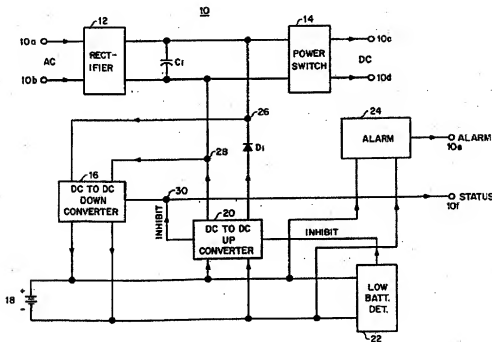 10
12
14
10a
10b
AC
RECT-
IFIER
C1
POWER
SWITCH
10c
DC
10d
24
26
ALARM
ALARM
10e
28
D1
16
DC TO DC
DOWN
CONVERTER
30
STATUS
10f
20
INHIBIT
DC TO DC
UP
CONVERTER
INHIBIT
18
+
-
LOW
BATT.
DET.
22